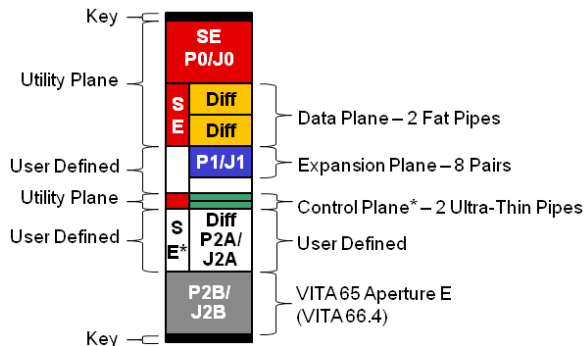 Key
SE
P0/J0
Utility Plane
S
E
Diff
Diff
Data Plane – 2 Fat Pipes
User Defined
P1/J1
Expansion Plane – 8 Pairs
Utility Plane
Control Plane* – 2 Ultra-Thin Pipes
User Defined
S
E*
Diff
P2A/
J2A
User Defined
P2B/
J2B
VITA 65 Aperture E
(VITA 66.4)
Key